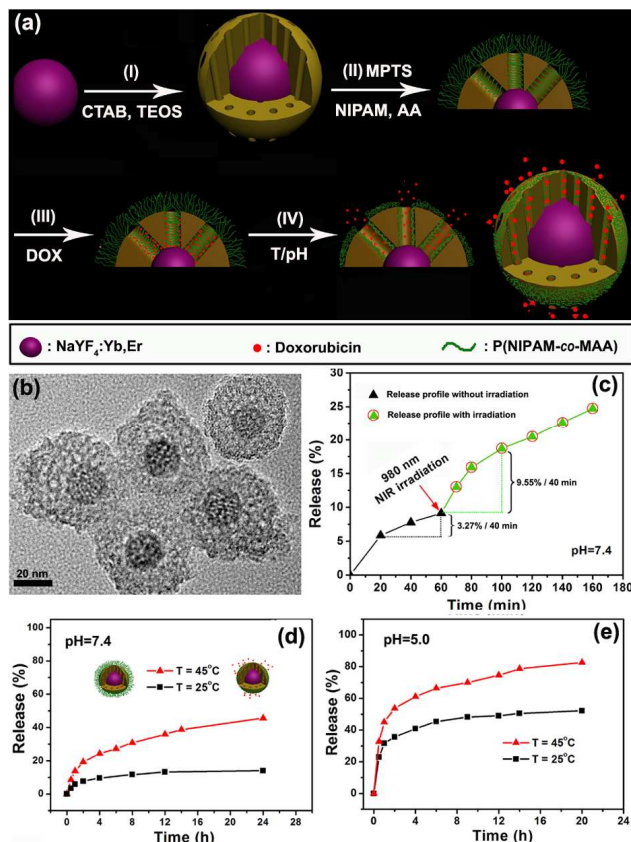 (a)
(I)
CTAB, TEOS
(II) MPTS
NIPAM, AA
(III)
DOX
(IV)
T/pH
: NaYF4:Yb,Er
: Doxorubicin
: P(NIPAM-co-MAA)
(b)
20 nm
(c)
Release (%)
30
25
20
15
10
5
0
Release profile without irradiation
Release profile with irradiation
980 nm
NIR irradiation
9.55% / 40 min
3.27% / 40 min
pH=7.4
0 20 40 60 80 100 120 140 160 180
Time (min)
pH=7.4
(d)
T = 45°C
T = 25°C
Release (%)
100
80
60
40
20
0
0 4 8 12 16 20 24 28
Time (h)
pH=5.0
(e)
Release (%)
100
80
60
40
20
0
T = 45°C
T = 25°C
0 4 8 12 16 20 24
Time (h)